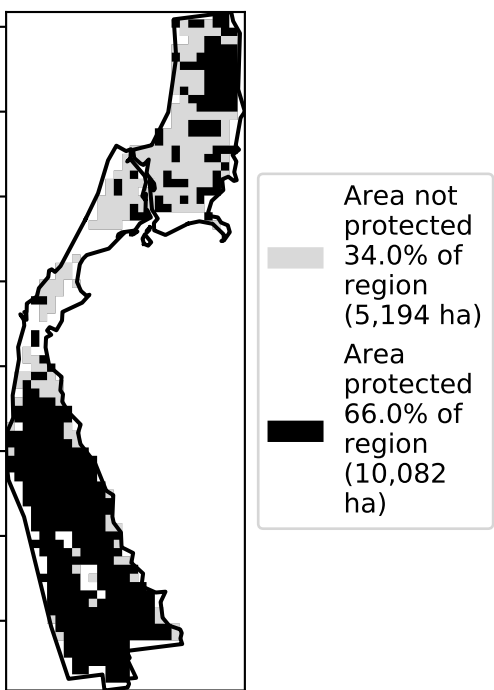 Area not
protected
34.0% of
region
(5,194 ha)
Area
protected
66.0% of
region
(10,082
ha)